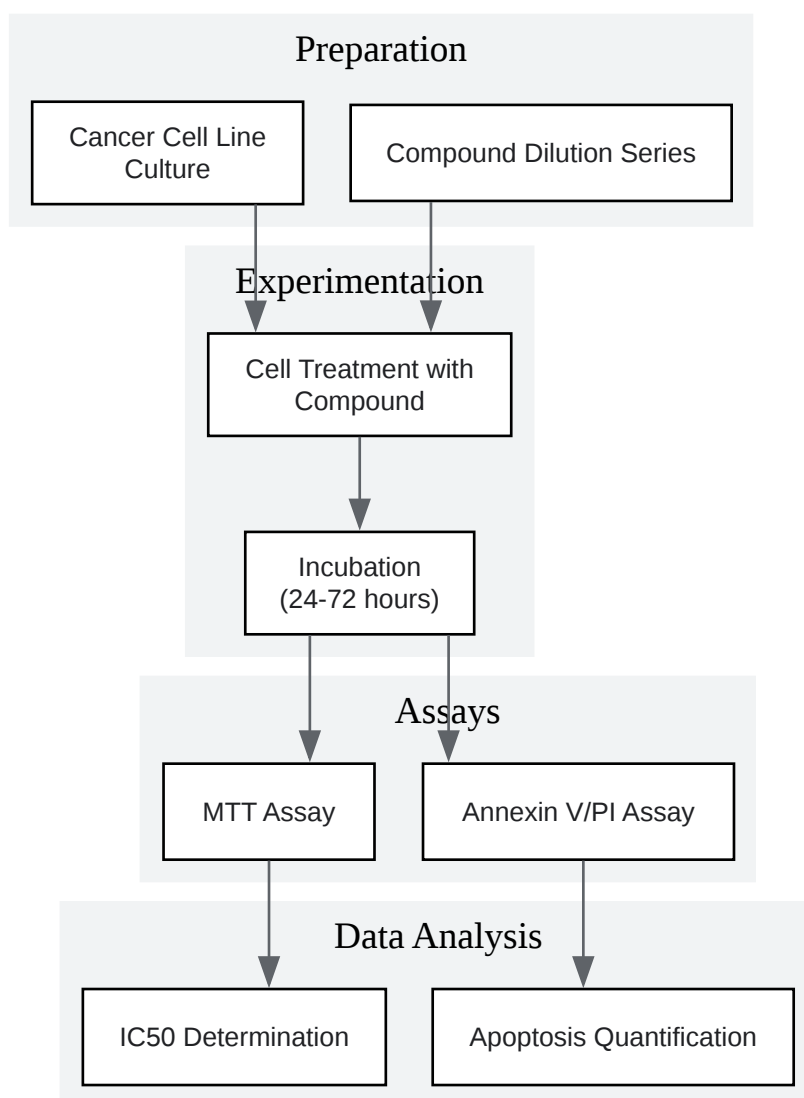 Preparation
Cancer Cell Line
Culture
Compound Dilution Series
Experimentation
Cell Treatment with
Compound
Incubation
(24-72 hours)
Assays
MTT Assay
Annexin V/PI Assay
Data Analysis
IC50 Determination
Apoptosis Quantification